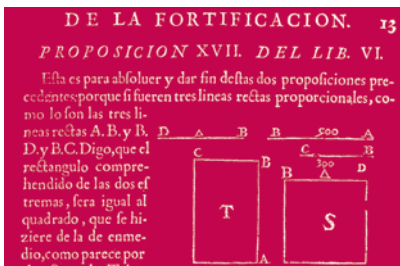 DE LA FORTIFICACION. 13
PROPOSICION XVII. DEL LIB. VI.
Esta es para absoluer y dar fin destas dos proposiciones pre-
cedentes; porque si fueren tres lineas rectas proporcionales, co-
mo lo son las tres li-
neas rectas A. B. y B.
D. y B.C. Digo, que el
rectangulo compre-
hendido de las dos es
tremas, sera igual al
quadrado, que se hi-
ziere de la de enme-
dio, como parece por
D A B B 500 A
C B
300
C B B A D
T S
A